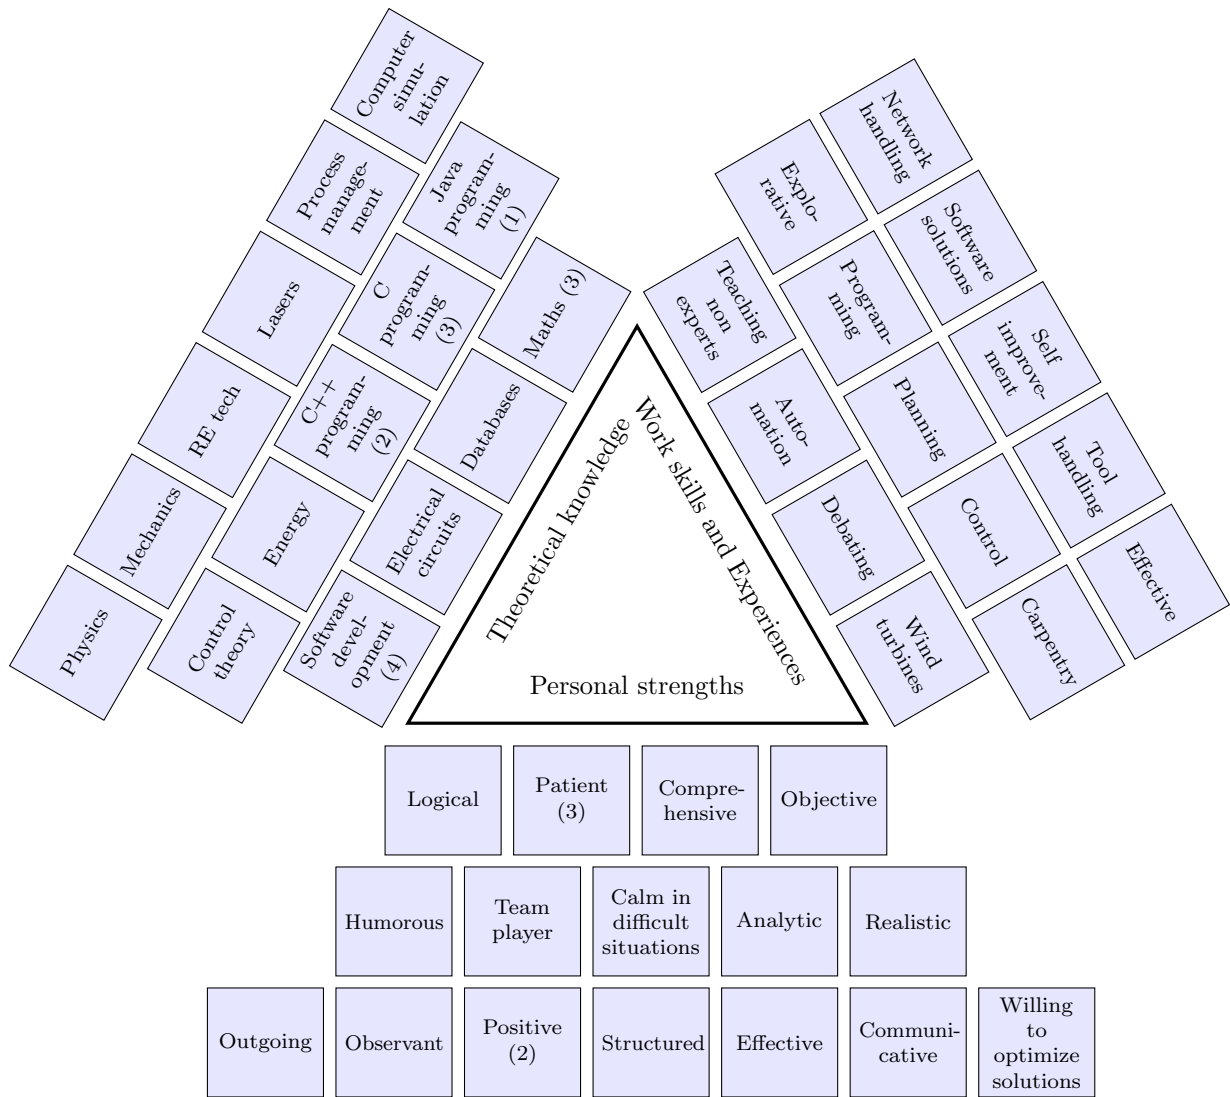 Computer
simu-
lation
Process
manage-
ment
Java
program-
ming
(1)
Lasers
C
program-
ming
(3)
Maths (3)
RE tech
C++
program-
ming
(2)
Databases
Mechanics
Energy
Electrical
circuits
Physics
Control
theory
Software
devel-
opment
(4)
Theoretical knowledge
Work skills and Experiences
Personal strengths
Network
handling
Explo-
rative
Software
solutions
Teaching
non
experts
Program-
ming
Self
improve-
ment
Auto-
mation
Planning
Tool
handling
Debating
Control
Effective
Wind
turbines
Carpentry
Logical
Patient
(3)
Compre-
hensive
Objective
Humorous
Team
player
Calm in
difficult
situations
Analytic
Realistic
Outgoing
Observant
Positive
(2)
Structured
Effective
Communi-
cative
Willing
to
optimize
solutions